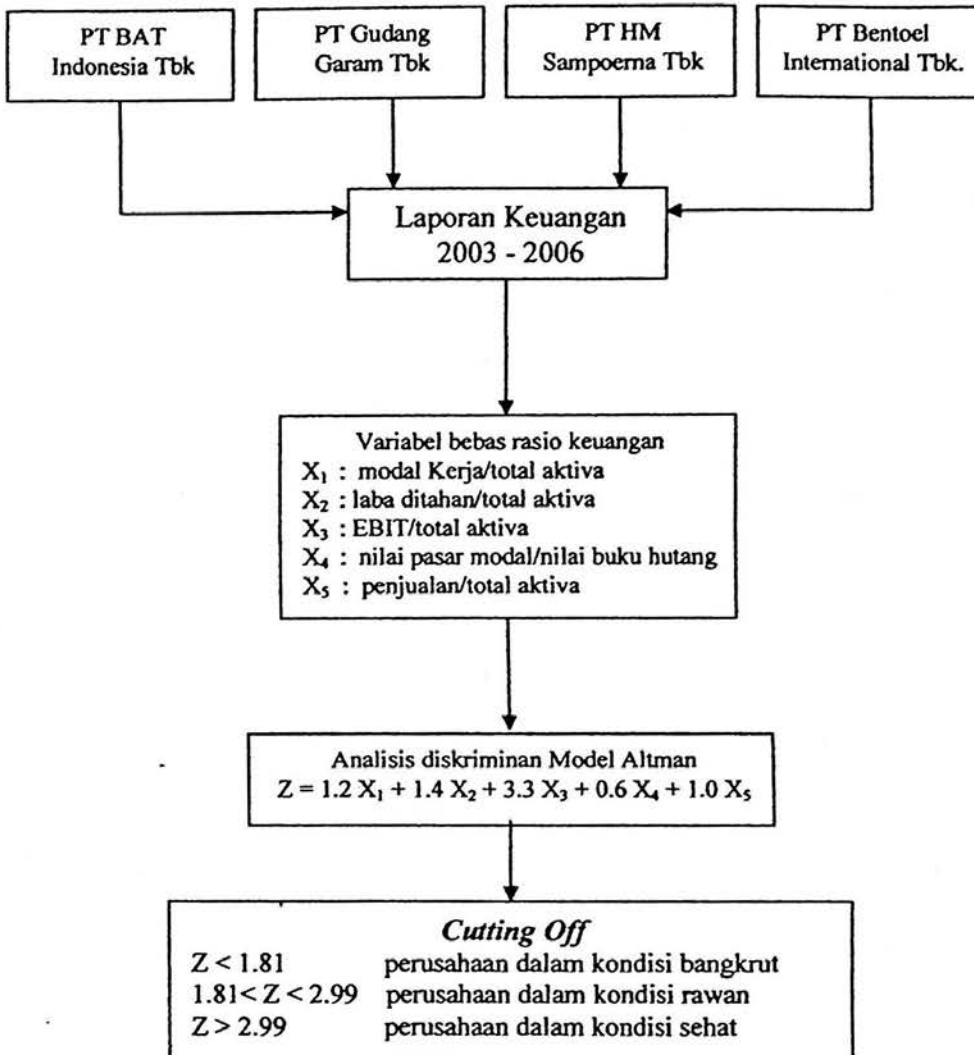 PT BAT
Indonesia Tbk
PT Gudang
Garam Tbk
PT HM
Sampoerna Tbk
PT Bentoel
International Tbk.
Laporan Keuangan
2003 - 2006
Variabel bebas rasio keuangan
X₁ : modal Kerja/total aktiva
X₂ : laba ditahan/total aktiva
X₃ : EBIT/total aktiva
X₄ : nilai pasar modal/nilai buku hutang
X₅ : penjualan/total aktiva
Analisis diskriminan Model Altman
Z = 1.2 X₁ + 1.4 X₂ + 3.3 X₃ + 0.6 X₄ + 1.0 X₅
Cutting Off
Z < 1.81 perusahaan dalam kondisi bangkrut
1.81< Z < 2.99 perusahaan dalam kondisi rawan
Z > 2.99 perusahaan dalam kondisi sehat